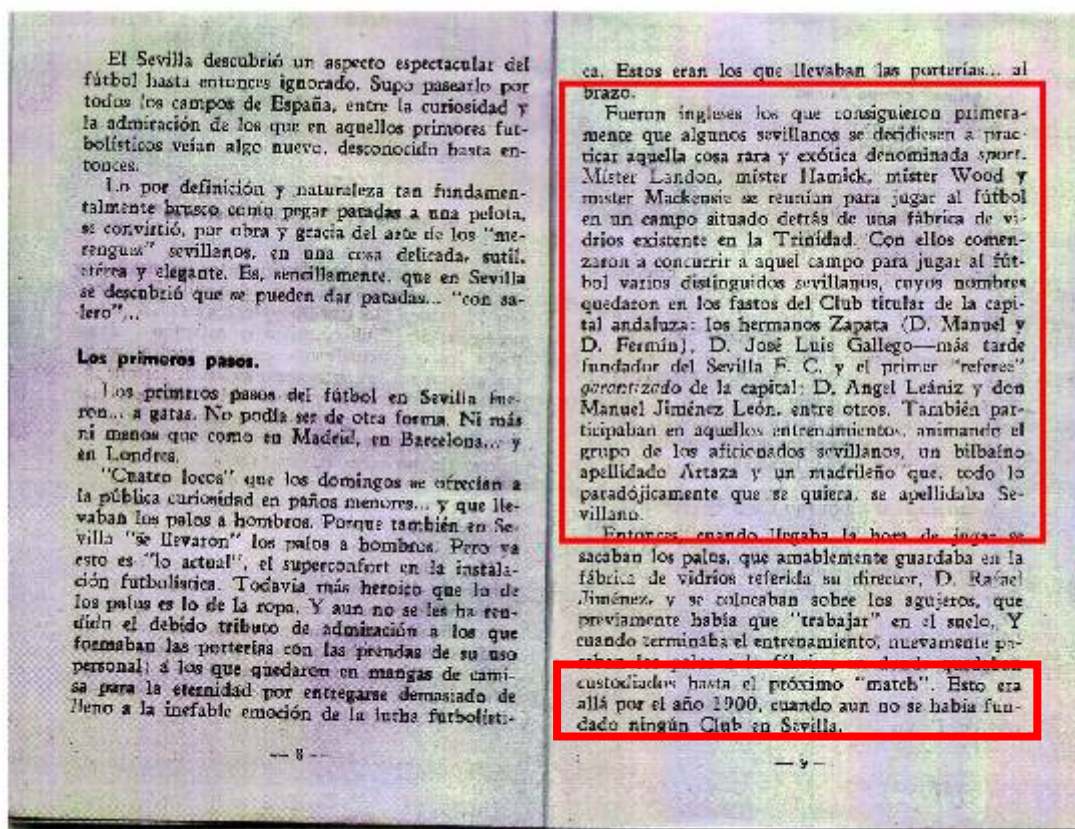 El Sevilla descubrió un aspecto espectacular del
fútbol hasta entonces ignorado. Supo pasearlo por
todos los campos de España, entre la curiosidad y
la admiración de los que en aquellos primores fut-
bolísticos veían algo nuevo, desconocido hasta en-
tonces.
Lo por definición y naturaleza tan fundamen-
talmente brusco como pegar patadas a una pelota,
se convirtió, por obra y gracia del arte de los "me-
rengues" sevillanos, en una cosa delicada, sutil,
etérea y elegante. Es, sencillamente, que en Sevilla
se descubrió que se pueden dar patadas... "con sa-
lero"...
Los primeros pasos.
Los primeros pasos del fútbol en Sevilla fue-
ron... a gatas. No podía ser de otra forma. Ni más
ni menos que como en Madrid, en Barcelona... y
en Londres.
"Cuatro locos" que los domingos se ofrecían a
la pública curiosidad en paños menores... y que lle-
vaban los palos a hombros. Porque también en Se-
villa "se llevaron" los palos a hombros. Pero ya
esto es "lo actual", el superconfort en la instala-
ción futbolística. Todavía más heroico que lo de
los palos es lo de la ropa. Y aun no se les ha ren-
dido el debido tributo de admiración a los que
formaban las porterías con las prendas de su uso
personal; a los que quedaron en mangas de cami-
sa para la eternidad por entregarse demasiado de
lleno a la inefable emoción de la lucha futbolísti-
— 8 —
ca. Estos eran los que llevaban las porterías... al
brazo.
Fueron ingleses los que consiguieron primera-
mente que algunos sevillanos se decidiesen a prac-
ticar aquella cosa rara y exótica denominada sport.
Míster Landon, míster Hamick, míster Wood y
míster Mackensie se reunían para jugar al fútbol
en un campo situado detrás de una fábrica de vi-
drios existente en la Trinidad. Con ellos comen-
zaron a concurrir a aquel campo para jugar al fút-
bol varios distinguidos sevillanos, cuyos nombres
quedaron en los fastos del Club titular de la capi-
tal andaluza: los hermanos Zapata (D. Manuel y
D. Fermín), D. José Luis Gallego—más tarde
fundador del Sevilla F. C. y el primer "referee"
garantizado de la capital; D. Angel Leániz y don
Manuel Jiménez León, entre otros. También par-
ticipaban en aquellos entrenamientos, animando el
grupo de los aficionados sevillanos, un bilbaíno
apellidado Artaza y un madrileño que, todo lo
paradójicamente que se quiera, se apellidaba Se-
villano.
Entonces, cuando llegaba la hora de jugar se
sacaban los palos, que amablemente guardaba en la
fábrica de vidrios referida su director, D. Rafael
Jiménez, y se colocaban sobre los agujeros, que
previamente había que "trabajar" en el suelo. Y
cuando terminaba el entrenamiento, nuevamente pa-
saban los palos a la fábrica, en donde quedaban
custodiados hasta el próximo "match". Esto era
allá por el año 1900, cuando aun no se había fun-
dado ningún Club en Sevilla.
— 9 —